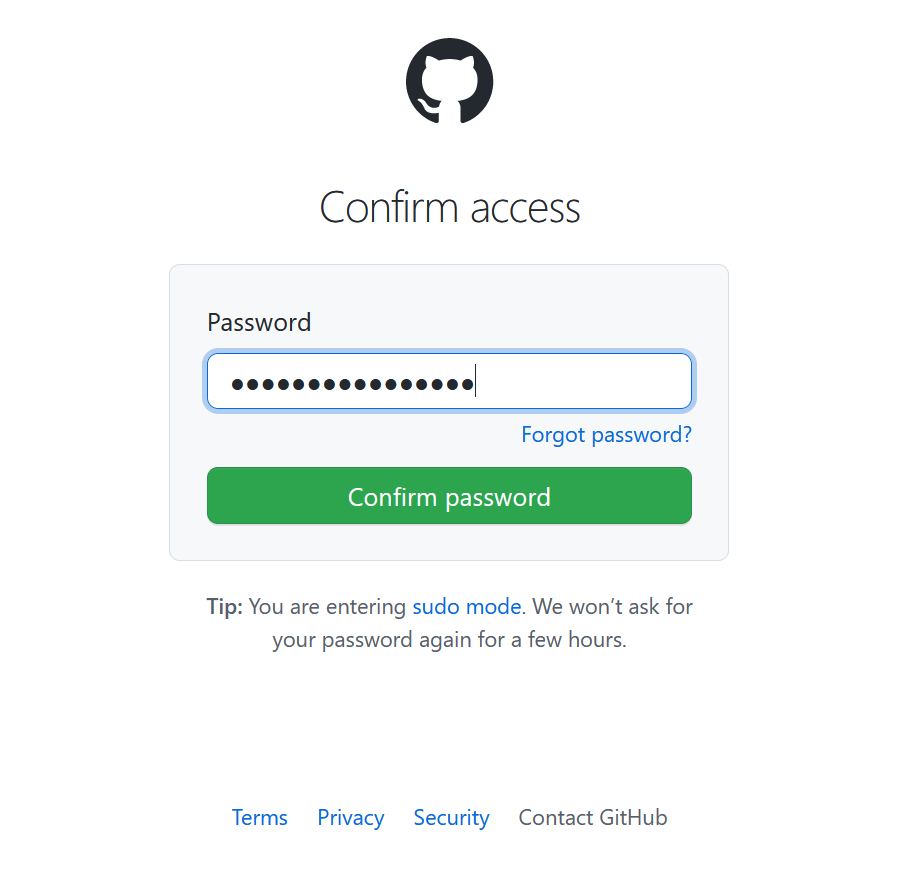 Confirm access
Password
●●●●●●●●●●●●●●●●
Forgot password?
Confirm password
Tip: You are entering sudo mode. We won’t ask for
your password again for a few hours.
Terms Privacy Security Contact GitHub